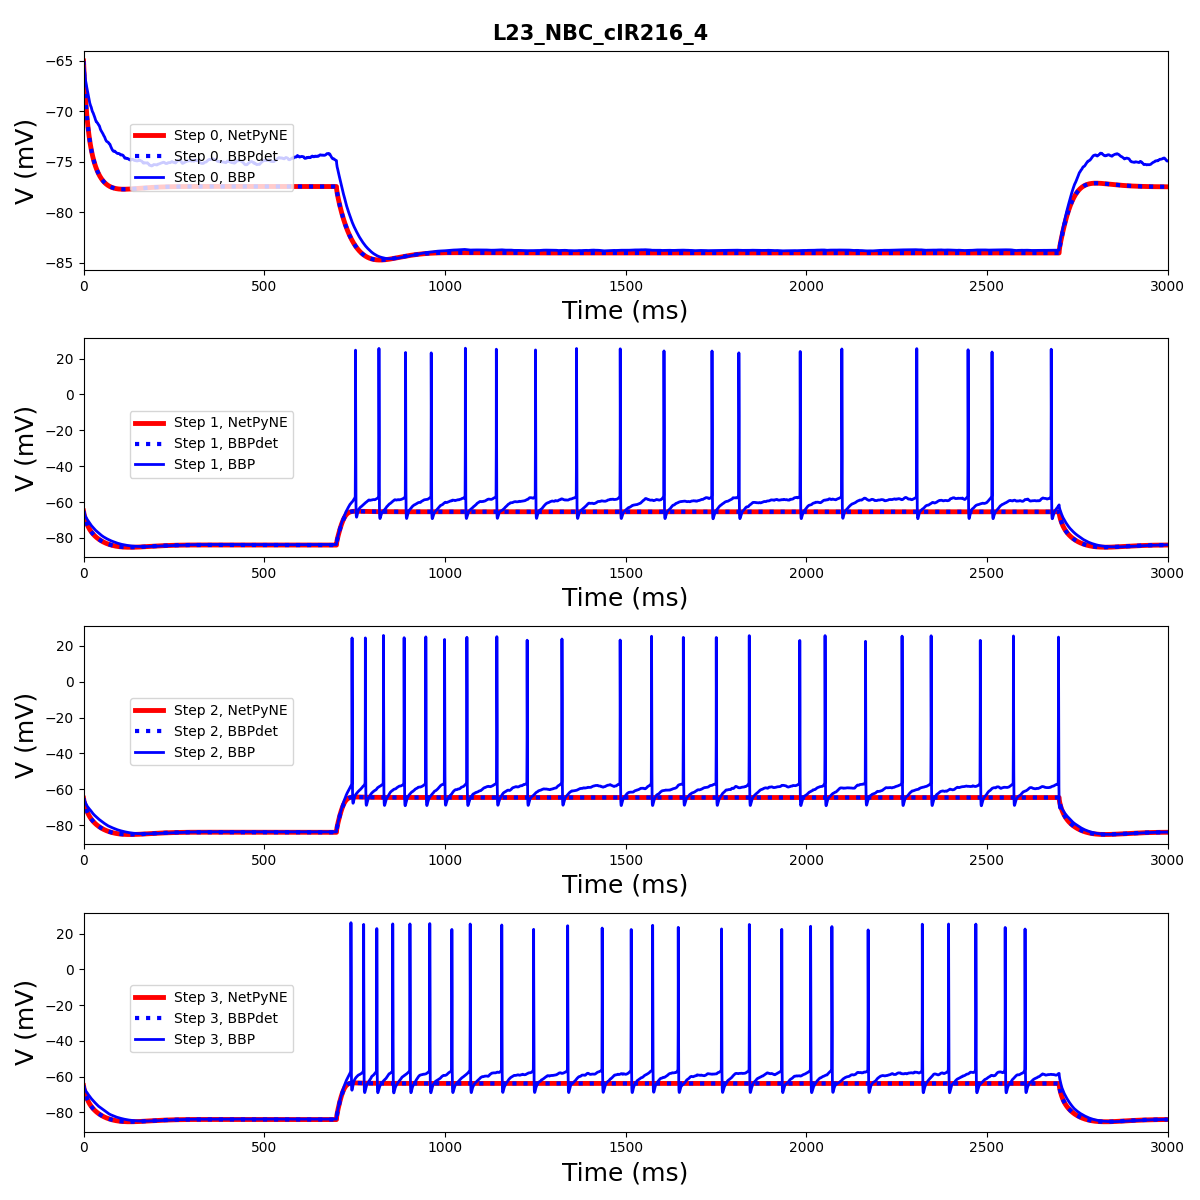 L23_NBC_cIR216_4
−65
−70
−75
−80
−85
V (mV)
Step 0, NetPyNE
Step 0, BBPdet
Step 0, BBP
0 500 1000 1500 2000 2500 3000
Time (ms)
20
0
−20
−40
−60
−80
V (mV)
Step 1, NetPyNE
Step 1, BBPdet
Step 1, BBP
0 500 1000 1500 2000 2500 3000
Time (ms)
20
0
−20
−40
−60
−80
V (mV)
Step 2, NetPyNE
Step 2, BBPdet
Step 2, BBP
0 500 1000 1500 2000 2500 3000
Time (ms)
20
0
−20
−40
−60
−80
V (mV)
Step 3, NetPyNE
Step 3, BBPdet
Step 3, BBP
0 500 1000 1500 2000 2500 3000
Time (ms)